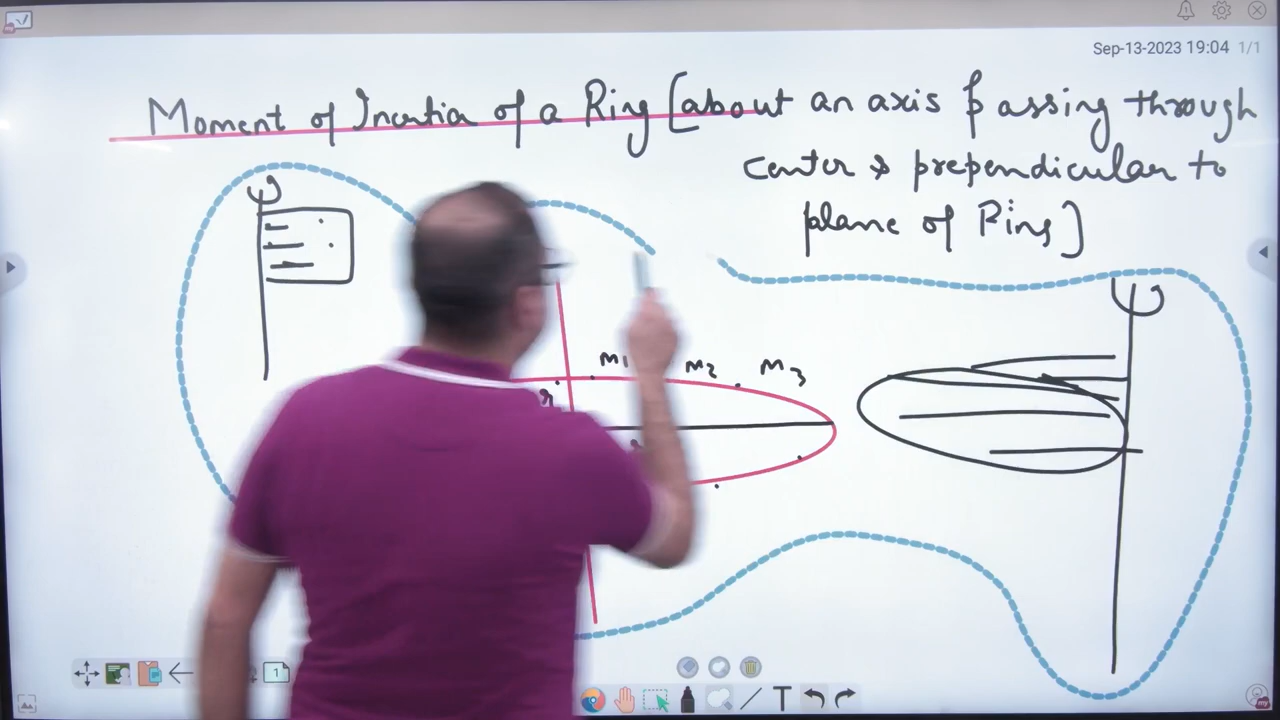 Sep-13-2023 19:04 1/1
Moment of Inertia of a Ring [about an axis passing through
center & prependicular to
plane of Ring]
m1 m2 m3
r
1
T